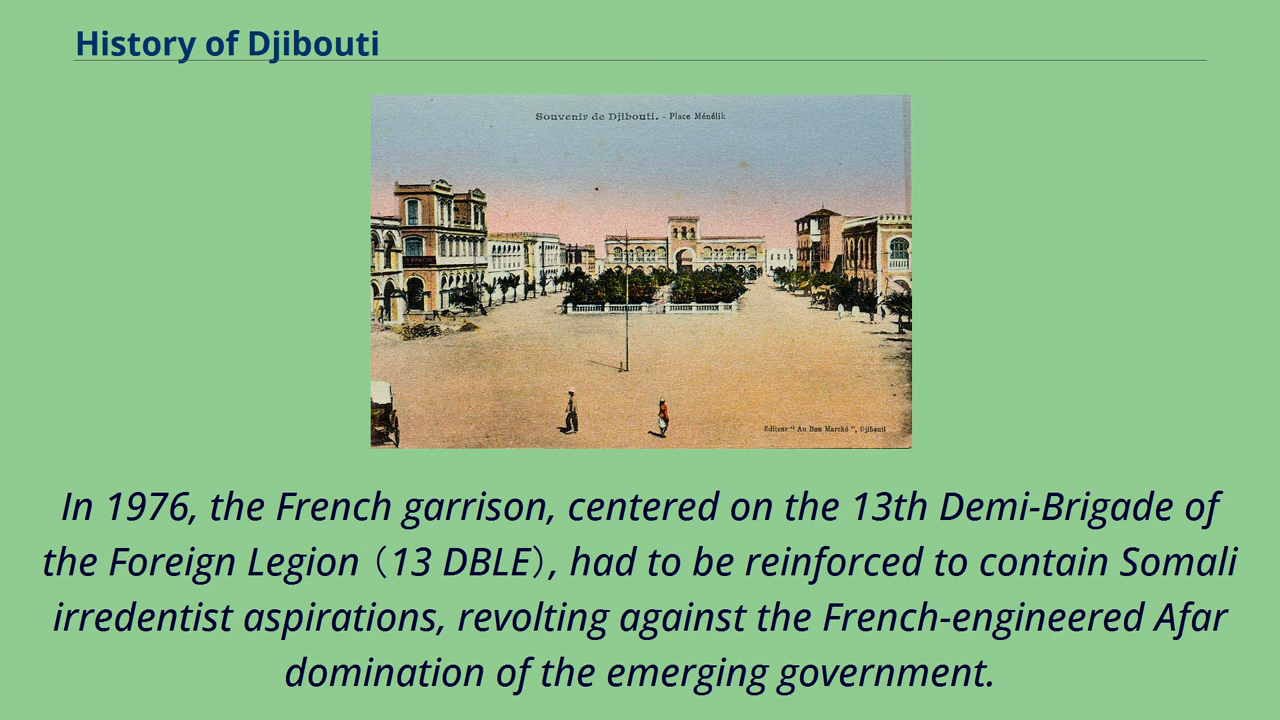 History of Djibouti
Souvenir de Djibouti. - Place Ménélik
Editeur " Au Bon Marché ", Djibouti
In 1976, the French garrison, centered on the 13th Demi-Brigade of
the Foreign Legion（13 DBLE）, had to be reinforced to contain Somali
irredentist aspirations, revolting against the French-engineered Afar
domination of the emerging government.